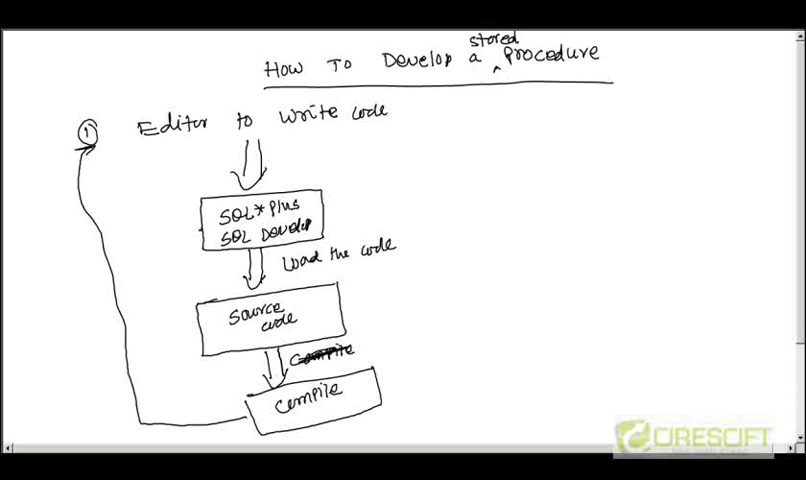 How To Develop a stored Procedure
① Editor to write code
SQL*Plus
SQL Develop
Load the code
Source
code
Compile
Compile
CIRESCIFT